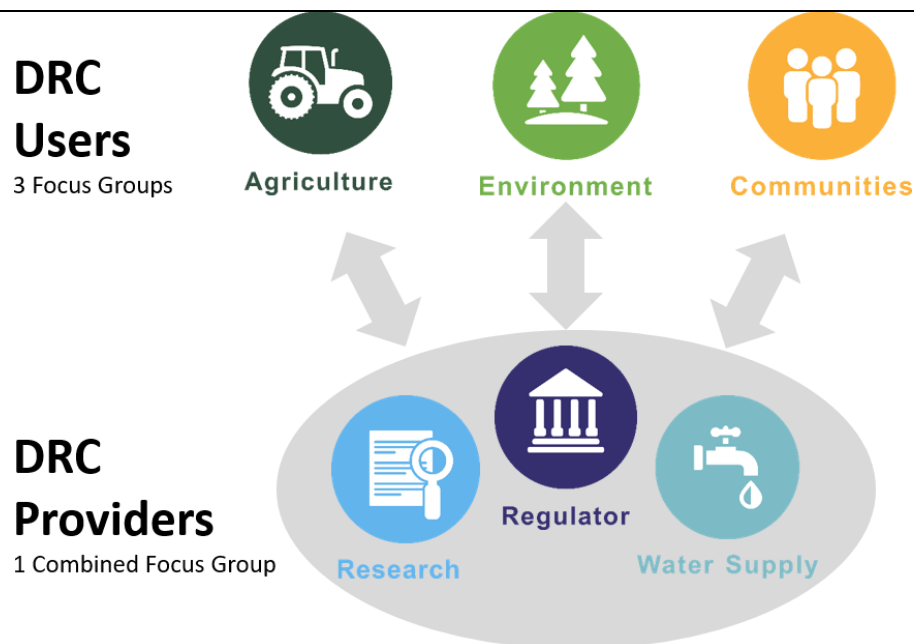 DRC
Users
3 Focus Groups
Agriculture
Environment
Communities
DRC
Providers
1 Combined Focus Group
Research
Regulator
Water Supply